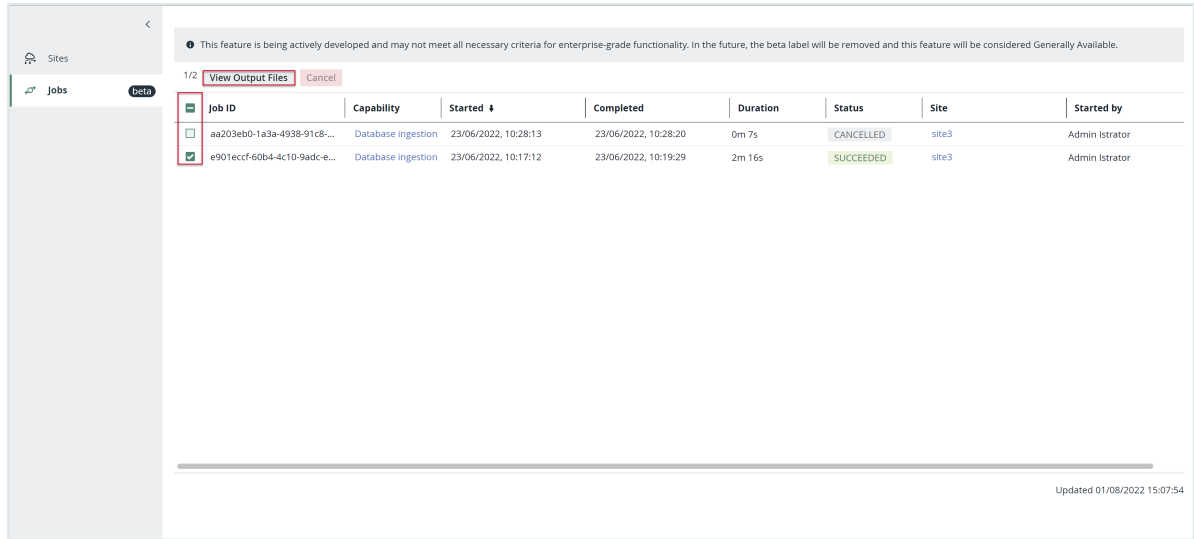 This feature is being actively developed and may not meet all necessary criteria for enterprise-grade functionality. In the future, the beta label will be removed and this feature will be considered Generally Available.
Sites
Jobs beta
1/2 View Output Files Cancel
Job ID Capability Started Completed Duration Status Site Started by
aa203eb0-1a3a-4938-91c8-... Database ingestion 23/06/2022, 10:28:13 23/06/2022, 10:28:20 0m 7s CANCELLED site3 Admin Istrator
e901eccf-60b4-4c10-9adc-e... Database ingestion 23/06/2022, 10:17:12 23/06/2022, 10:19:29 2m 16s SUCCEEDED site3 Admin Istrator
Updated 01/08/2022 15:07:54